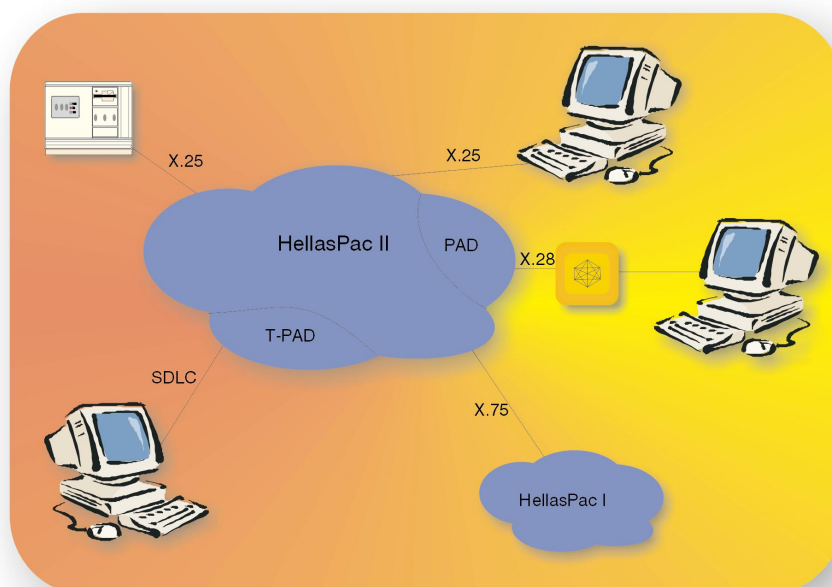 X.25
X.25
HellasPac II
PAD
X.28
T-PAD
SDLC
X.75
HellasPac I